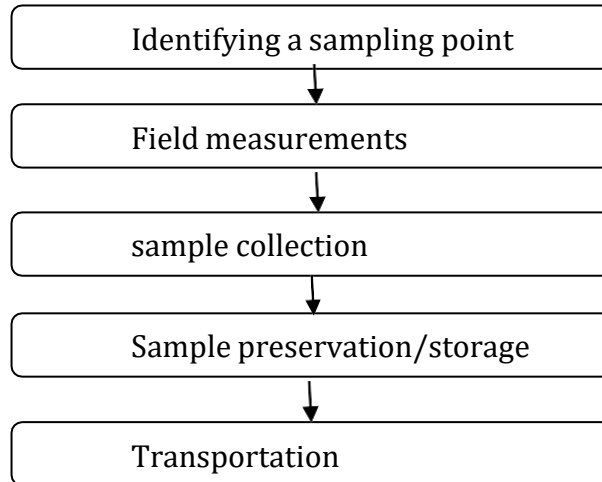 Identifying a sampling point
Field measurements
sample collection
Sample preservation/storage
Transportation